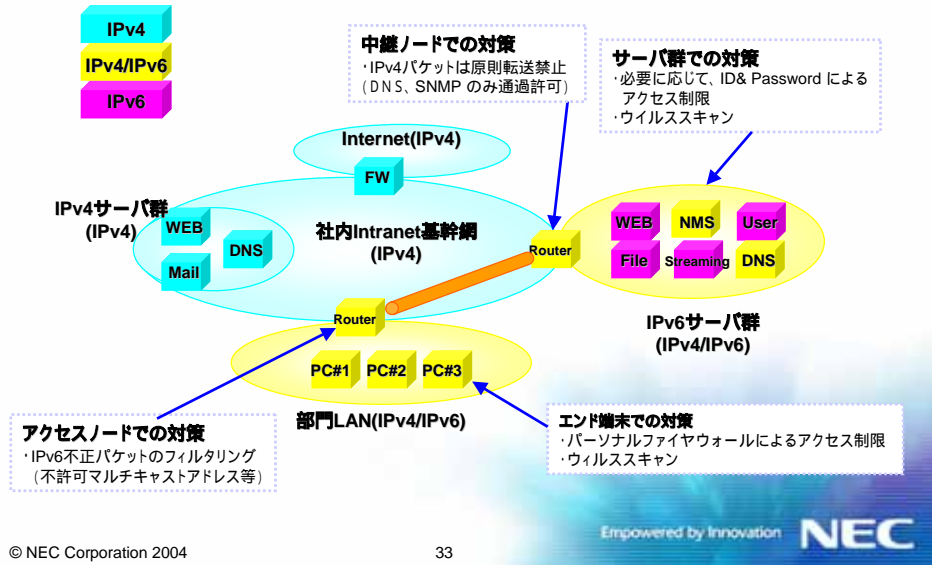 IPv4
IPv4/IPv6
IPv6
中継ノードでの対策
・IPv4パケットは原則転送禁止
(DNS、SNMP のみ通過許可)
サーバ群での対策
・必要に応じて、ID& Password による
アクセス制限
・ウイルススキャン
Internet(IPv4)
FW
IPv4サーバ群
(IPv4)
WEB
DNS
Mail
社内Intranet基幹網
(IPv4)
Router
WEB
NMS
User
File
Streaming
DNS
IPv6サーバ群
(IPv4/IPv6)
Router
PC#1
PC#2
PC#3
部門LAN(IPv4/IPv6)
アクセスノードでの対策
・IPv6不正パケットのフィルタリング
(不許可マルチキャストアドレス等)
エンド端末での対策
・パーソナルファイヤウォールによるアクセス制限
・ウィルススキャン
© NEC Corporation 2004
33
Empowered by Innovation
NEC